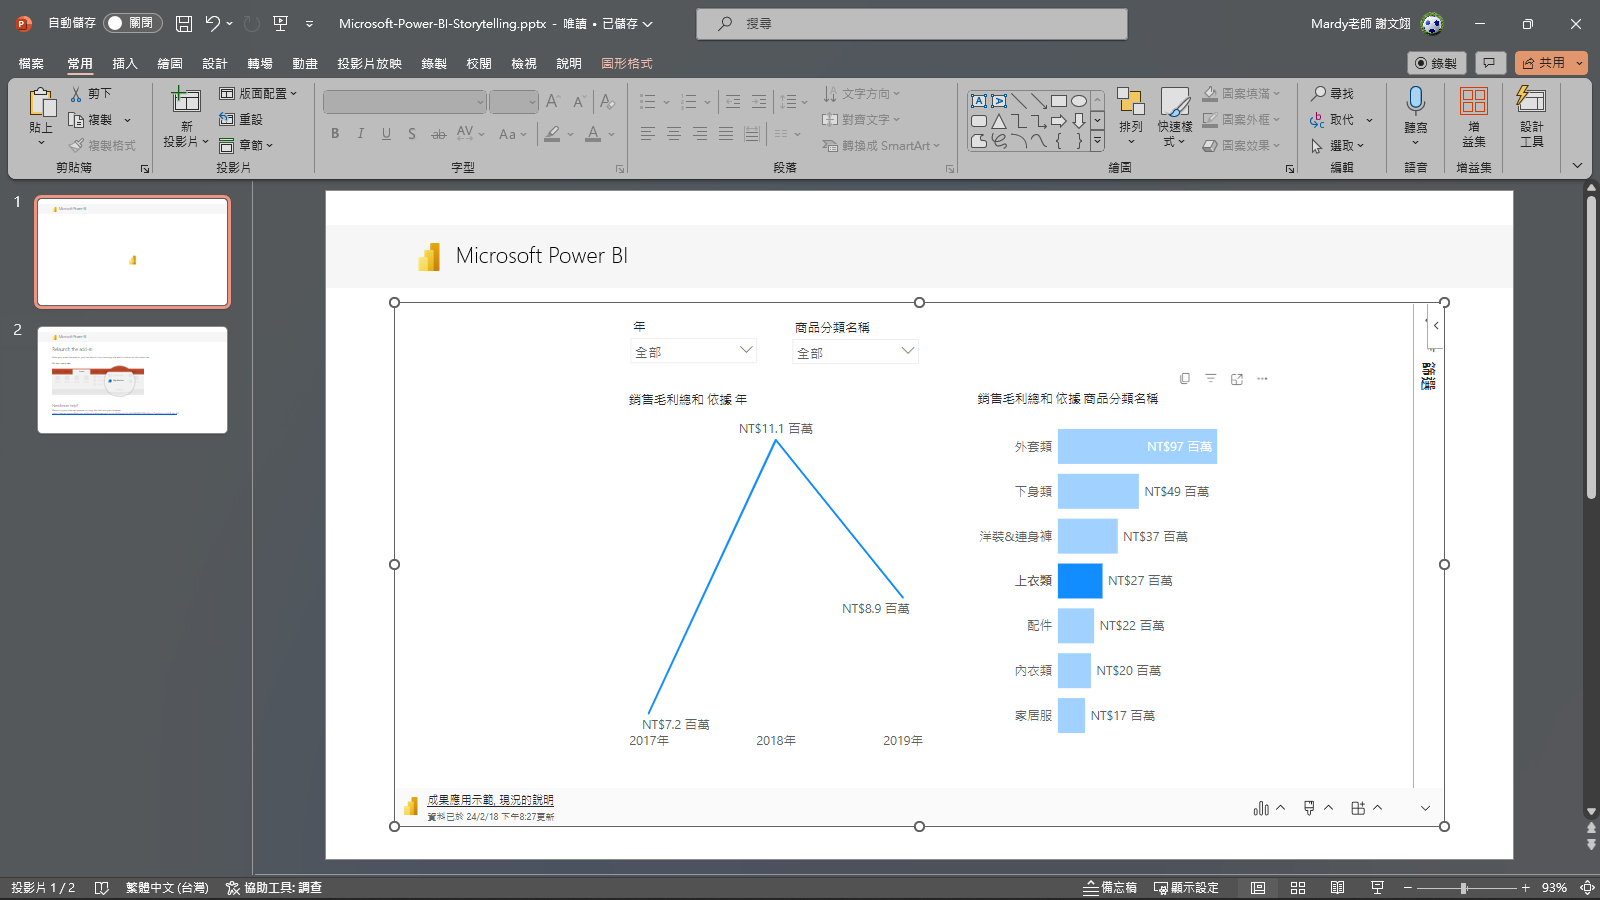 自動儲存 關閉 Microsoft-Power-BI-Storytelling.pptx - 唯讀 • 已儲存 搜尋 Mardy老師 謝文翊
檔案 常用 插入 繪圖 設計 轉場 動畫 投影片放映 錄製 校閱 檢視 說明 圖形格式 錄製 共用
貼上 剪下 複製 複製格式 剪貼簿
新投影片 版面配置 重設 章節 投影片
B I U S ab AV Aa A 字型
文字方向 對齊文字 轉換成 SmartArt 段落
排列 快速樣式 圖案填滿 圖案外框 圖案效果 繪圖
尋找 取代 選取 編輯
聽寫 語音
增益集 增益集
設計工具
1
Microsoft Power BI
2
Microsoft Power BI
Microsoft Power BI
年
全部
商品分類名稱
全部
篩選
銷售毛利總和 依據 年
NT$11.1 百萬
NT$8.9 百萬
NT$7.2 百萬
2017年 2018年 2019年
銷售毛利總和 依據 商品分類名稱
外套類 NT$97 百萬
下身類 NT$49 百萬
洋裝&連身褲 NT$37 百萬
上衣類 NT$27 百萬
配件 NT$22 百萬
內衣類 NT$20 百萬
家居服 NT$17 百萬
成果應用示範, 現況的說明
資料已於 24/2/18 下午8:27更新
投影片 1 / 2 繁體中文 (台灣) 協助工具: 調查 備忘稿 顯示設定 93%